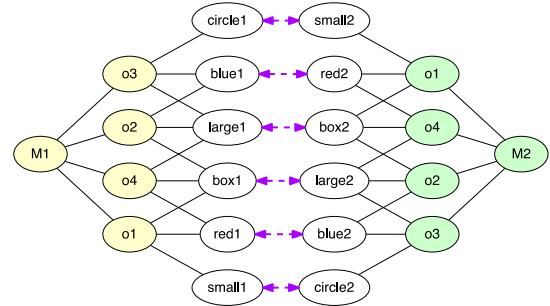 circle1 small2
o3 blue1 red2 o1
o2 large1 box2 o4
M1 M2
o4 box1 large2 o2
o1 red1 blue2 o3
small1 circle2